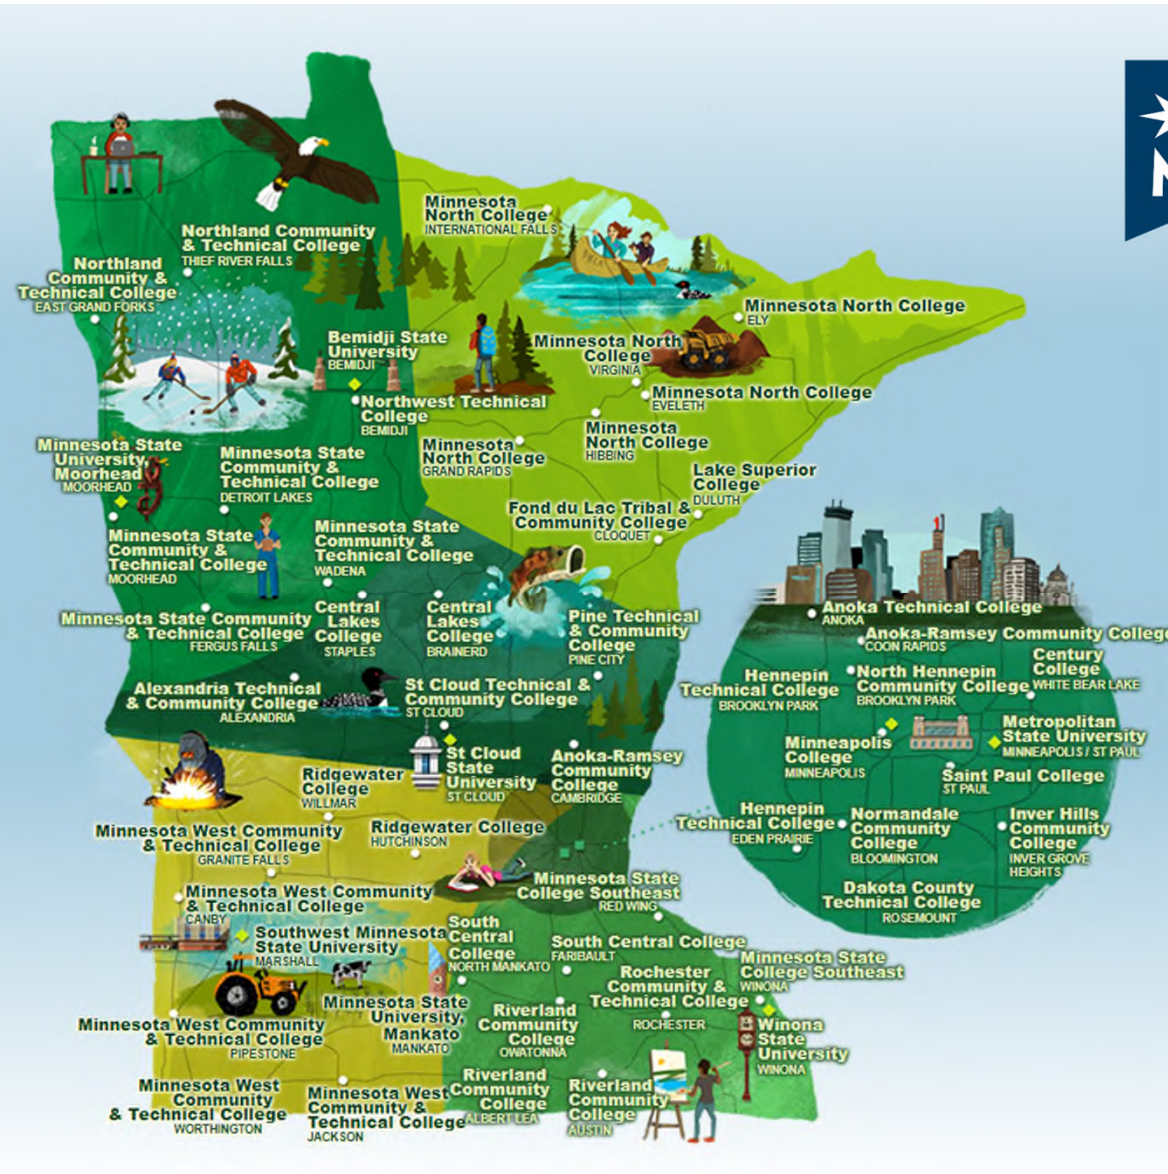 Minnesota
North College
INTERNATIONAL FALLS
Northland Community
& Technical College
THIEF RIVER FALLS
Northland
Community &
Technical College
EAST GRAND FORKS
Minnesota North College
ELY
Bemidji State
University
BEMIDJI
Minnesota North
College
VIRGINIA
Minnesota North College
EVELETH
Northwest Technical
College
BEMIDJI
Minnesota
North College
HIBBING
Minnesota
North College
GRAND RAPIDS
Minnesota State
University,
Moorhead
MOORHEAD
Minnesota State
Community &
Technical College
DETROIT LAKES
Lake Superior
College
DULUTH
Fond du Lac Tribal &
Community College
CLOQUET
Minnesota State
Community &
Technical College
MOORHEAD
Minnesota State
Community &
Technical College
WADENA
Minnesota State Community
& Technical College
FERGUS FALLS
Central
Lakes
College
STAPLES
Central
Lakes
College
BRAINERD
Pine Technical
& Community
College
PINE CITY
Alexandria Technical
& Community College
ALEXANDRIA
St Cloud Technical &
Community College
ST CLOUD
St Cloud
State
University
ST CLOUD
Anoka-Ramsey
Community
College
CAMBRIDGE
Ridgewater
College
WILLMAR
Minnesota West Community
& Technical College
GRANITE FALLS
Ridgewater College
HUTCHINSON
Minnesota West Community
& Technical College
CANBY
Minnesota State
College Southeast
RED WING
Southwest Minnesota
State University
MARSHALL
South
Central
College
NORTH MANKATO
South Central College
FARIBAULT
Minnesota State
College Southeast
WINONA
Rochester
Community &
Technical College
ROCHESTER
Minnesota State
University,
Mankato
MANKATO
Riverland
Community
College
OWATONNA
Winona
State
University
WINONA
Minnesota West Community
& Technical College
PIPESTONE
Minnesota West
Community
& Technical College
WORTHINGTON
Minnesota West
Community &
Technical College
JACKSON
Riverland
Community
College
ALBERT LEA
Riverland
Community
College
AUSTIN
1
Anoka Technical College
ANOKA
Anoka-Ramsey Community College
COON RAPIDS
Hennepin
Technical College
BROOKLYN PARK
North Hennepin
Community College
BROOKLYN PARK
Century
College
WHITE BEAR LAKE
Minneapolis
College
MINNEAPOLIS
Metropolitan
State University
MINNEAPOLIS / ST PAUL
Saint Paul College
ST PAUL
Hennepin
Technical College
EDEN PRAIRIE
Normandale
Community
College
BLOOMINGTON
Inver Hills
Community
College
INVER GROVE
HEIGHTS
Dakota County
Technical College
ROSEMOUNT